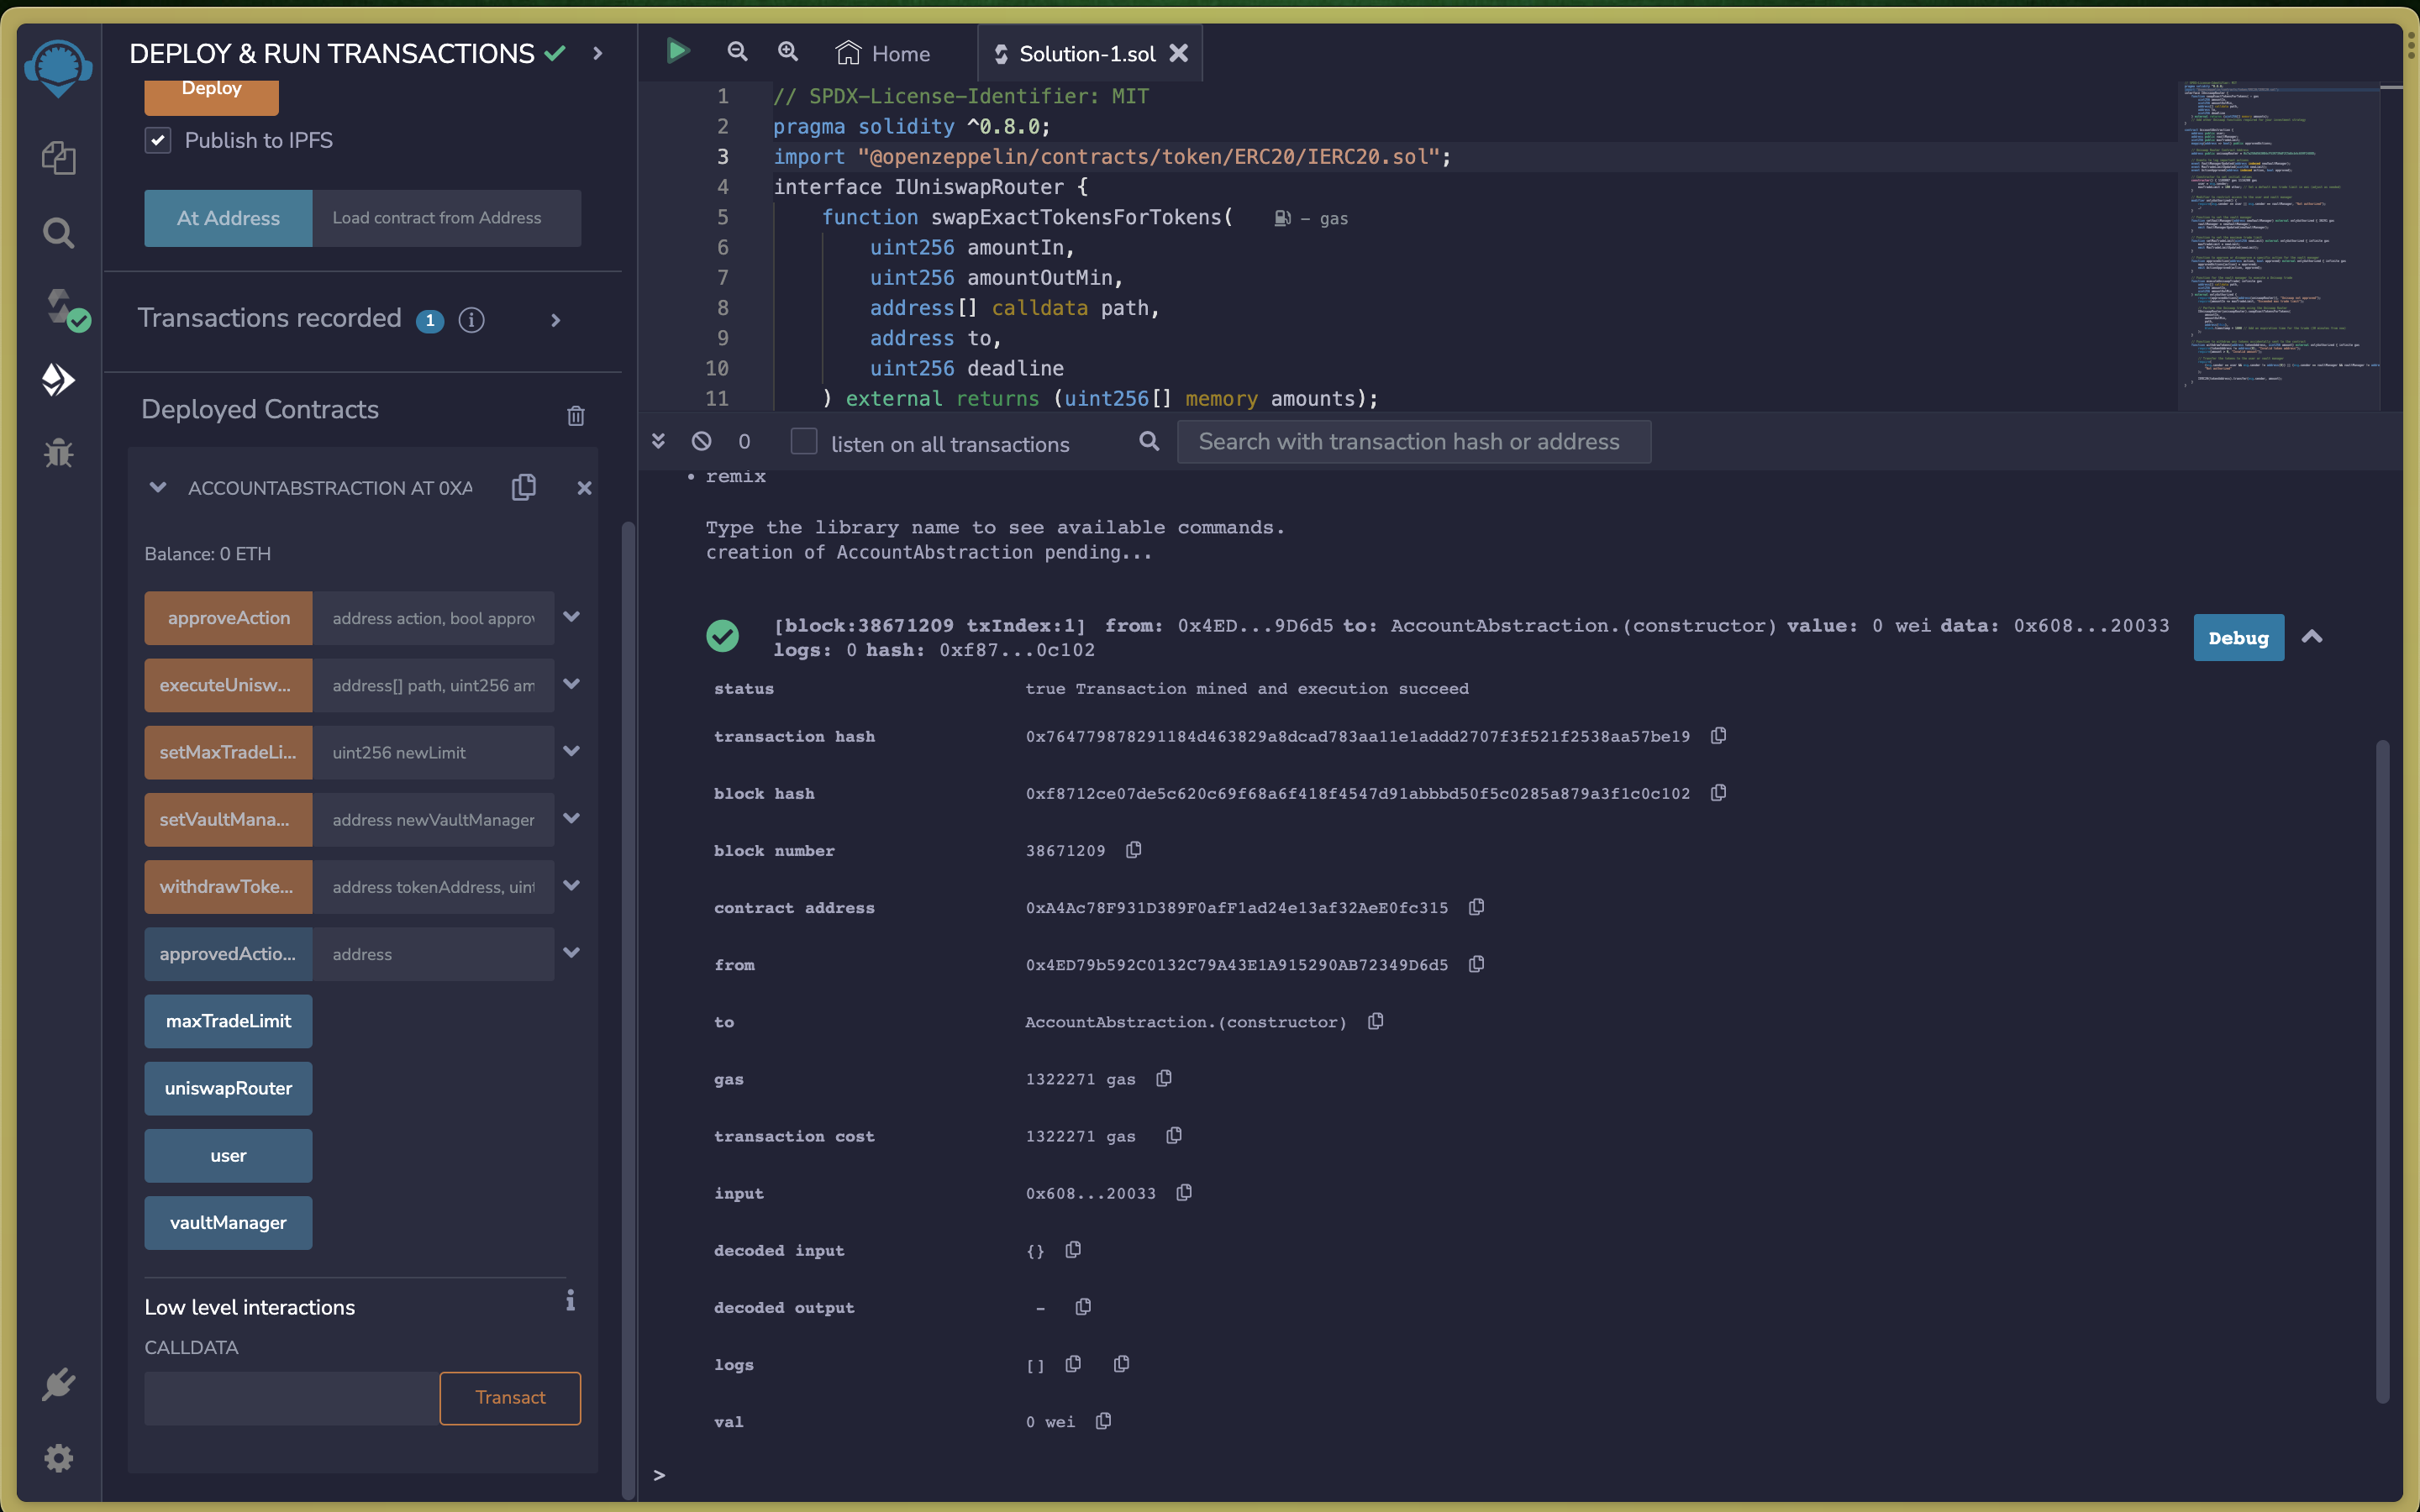 DEPLOY & RUN TRANSACTIONS
Deploy
Publish to IPFS
At Address
Load contract from Address
Transactions recorded 1
Deployed Contracts
ACCOUNTABSTRACTION AT 0XA
Balance: 0 ETH
approveAction
address action, bool approv
executeUnisw...
address[] path, uint256 am
setMaxTradeLi...
uint256 newLimit
setVaultMana...
address newVaultManager
withdrawToke...
address tokenAddress, uint
approvedActio...
address
maxTradeLimit
uniswapRouter
user
vaultManager
Low level interactions
CALLDATA
Transact
Home
Solution-1.sol
1 // SPDX-License-Identifier: MIT
2 pragma solidity ^0.8.0;
3 import "@openzeppelin/contracts/token/ERC20/IERC20.sol";
4 interface IUniswapRouter {
5 function swapExactTokensForTokens( – gas
6 uint256 amountIn,
7 uint256 amountOutMin,
8 address[] calldata path,
9 address to,
10 uint256 deadline
11 ) external returns (uint256[] memory amounts);
0
listen on all transactions
Search with transaction hash or address
• remix
Type the library name to see available commands.
creation of AccountAbstraction pending...
[block:38671209 txIndex:1] from: 0x4ED...9D6d5 to: AccountAbstraction.(constructor) value: 0 wei data: 0x608...20033
logs: 0 hash: 0xf87...0c102
Debug
status true Transaction mined and execution succeed
transaction hash 0x764779878291184d463829a8dcad783aa11e1addd2707f3f521f2538aa57be19
block hash 0xf8712ce07de5c620c69f68a6f418f4547d91abbbd50f5c0285a879a3f1c0c102
block number 38671209
contract address 0xA4Ac78F931D389F0afF1ad24e13af32AeE0fc315
from 0x4ED79b592C0132C79A43E1A915290AB72349D6d5
to AccountAbstraction.(constructor)
gas 1322271 gas
transaction cost 1322271 gas
input 0x608...20033
decoded input {}
decoded output -
logs []
val 0 wei
>